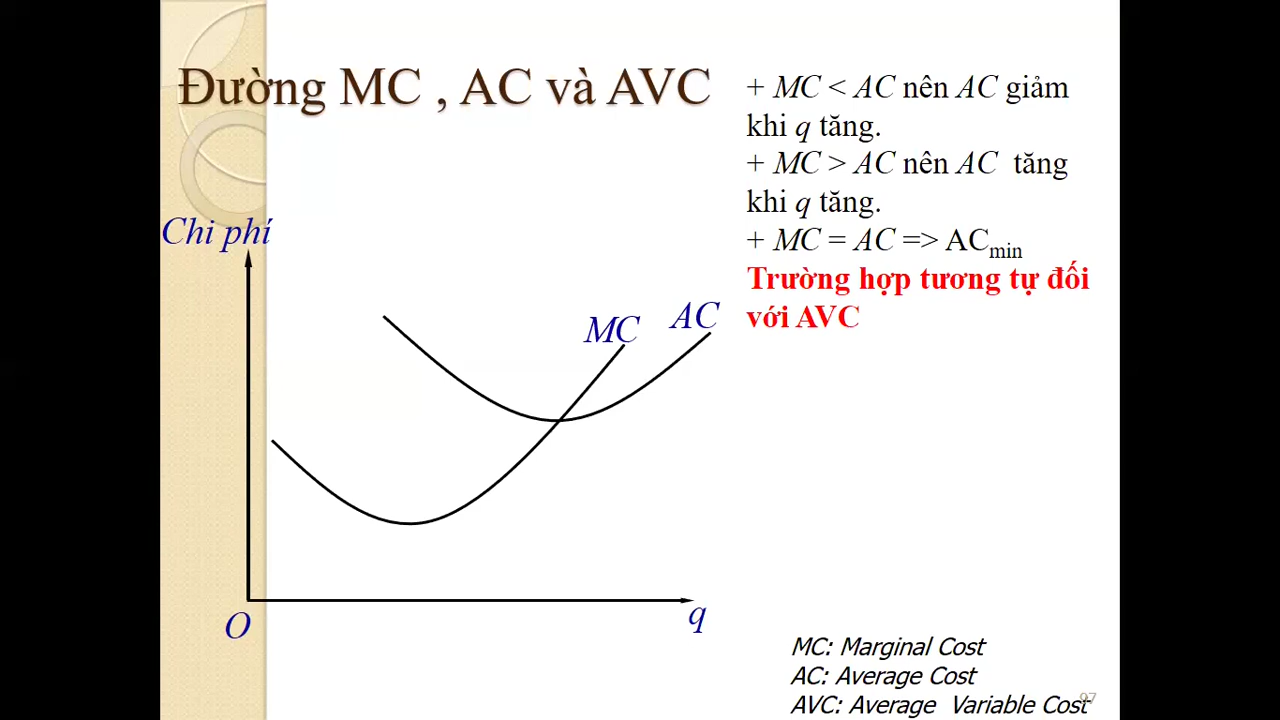 Đường MC , AC và AVC
+ MC < AC nên AC giảm
khi q tăng.
+ MC > AC nên AC tăng
khi q tăng.
+ MC = AC => ACmin
Trường hợp tương tự đối
với AVC
Chi phí
MC
AC
O
q
MC: Marginal Cost
AC: Average Cost
AVC: Average Variable Cost
97